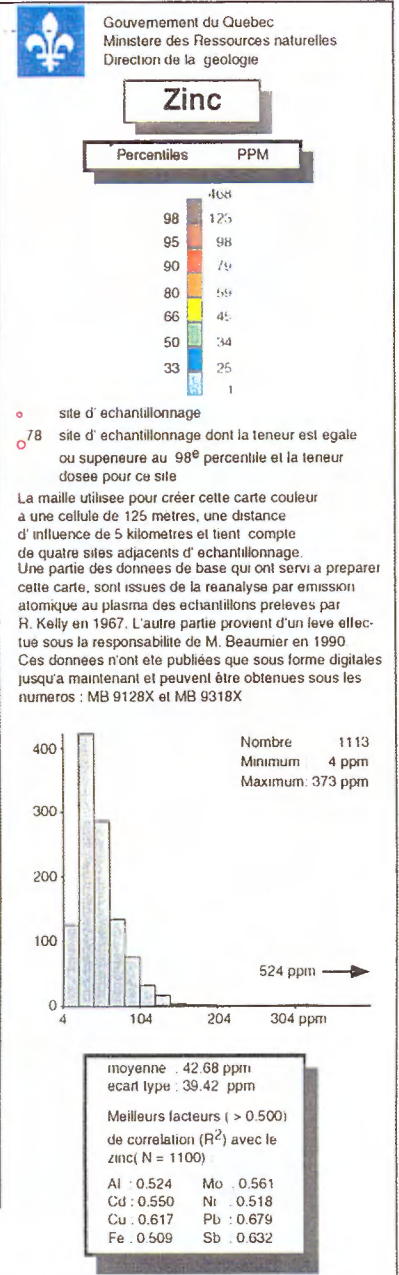 Gouvernement du Quebec
Ministere des Ressources naturelles
Direction de la geologie
Zinc
Percentiles PPM
468
98 125
95 98
90 79
80 59
66 45
50 34
33 25
1
site d' echantillonnage
78 site d' echantillonnage dont la teneur est egale
ou superieure au 98e percentile et la teneur
dosee pour ce site
La maille utilisee pour créer cette carte couleur
a une cellule de 125 metres, une distance
d' influence de 5 kilometres et tient compte
de quatre sites adjacents d' echantillonnage.
Une partie des donnees de base qui ont servi a preparer
cette carte, sont issues de la reanalyse par emission
atomique au plasma des echantillons preleves par
R. Kelly en 1967. L'autre partie provient d'un leve effec-
tue sous la responsabilite de M. Beaumier en 1990
Ces donnees n'ont ete publiées que sous forme digitales
jusqu'a maintenant et peuvent être obtenues sous les
numeros : MB 9128X et MB 9318X
400
300
200
100
0
Nombre 1113
Minimum 4 ppm
Maximum: 373 ppm
524 ppm
4 104 204 304 ppm
moyenne : 42.68 ppm
ecart type : 39.42 ppm
Meilleurs facteurs ( > 0.500)
de correlation (R2) avec le
zinc( N = 1100)
Al : 0.524 Mo : 0.561
Cd : 0.550 Ni : 0.518
Cu : 0.617 Pb : 0.679
Fe : 0.509 Sb : 0.632